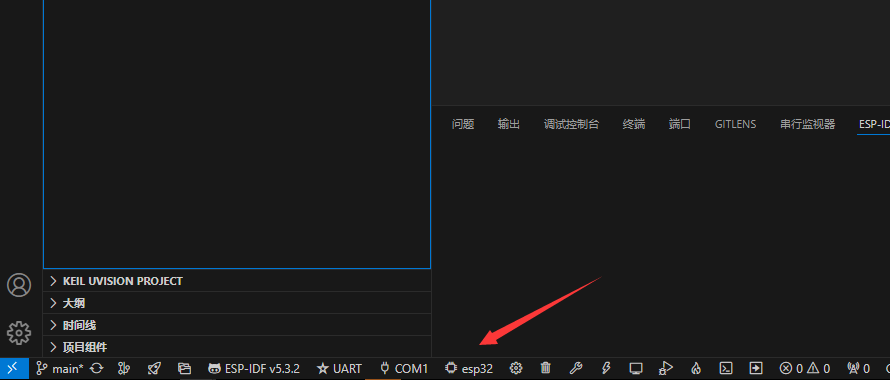 问题 输出 调试控制台 终端 端口 GITLENS 串行监视器 ESP-ID
KEIL UVISION PROJECT
大纲
时间线
项目组件
main* ESP-IDF v5.3.2 UART COM1 esp32 0 0 0